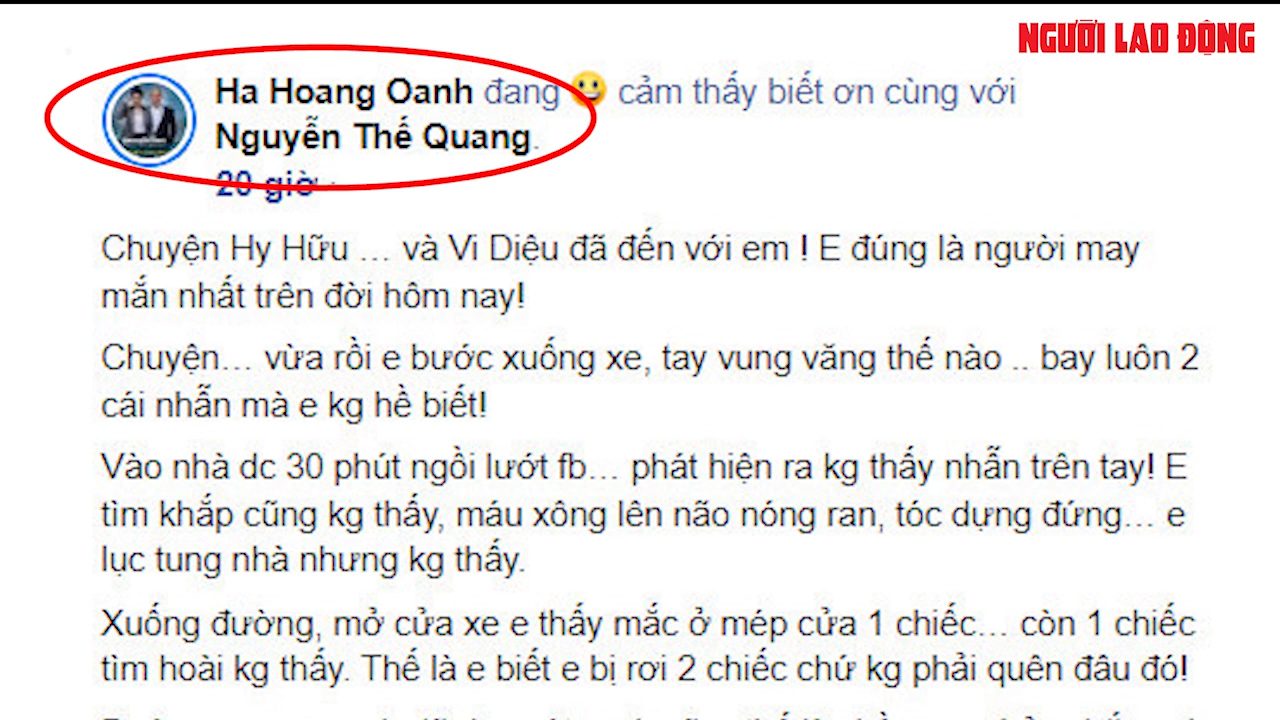 NGƯỜI LAO ĐỘNG
Ha Hoang Oanh đang 😀 cảm thấy biết ơn cùng với
Nguyễn Thế Quang.
20 giờ ·
Chuyện Hy Hữu ... và Vi Diệu đã đến với em ! E đúng là người may
mắn nhất trên đời hôm nay!
Chuyện... vừa rồi e bước xuống xe, tay vung văng thế nào .. bay luôn 2
cái nhẫn mà e kg hề biết!
Vào nhà dc 30 phút ngồi lướt fb... phát hiện ra kg thấy nhẫn trên tay! E
tìm khắp cũng kg thấy, máu xông lên não nóng ran, tóc dựng đứng... e
lục tung nhà nhưng kg thấy.
Xuống đường, mở cửa xe e thấy mắc ở mép cửa 1 chiếc... còn 1 chiếc
tìm hoài kg thấy. Thế là e biết e bị rơi 2 chiếc chứ kg phải quên đâu đó!